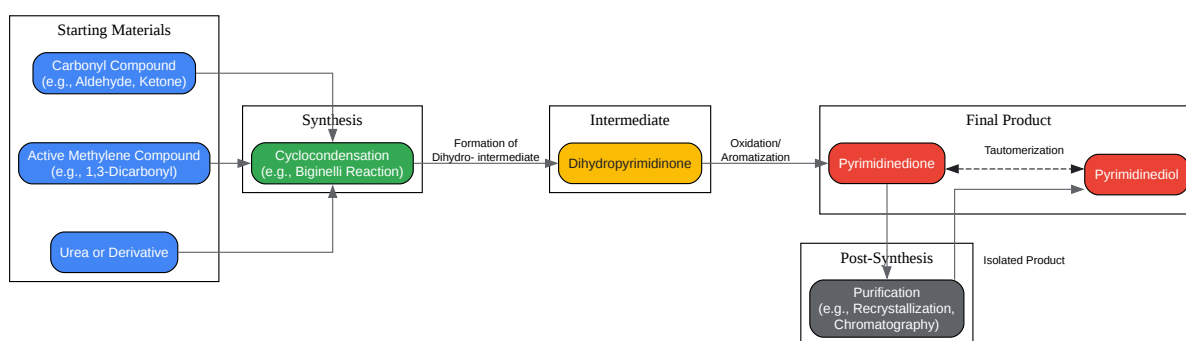 Starting Materials
Carbonyl Compound
(e.g., Aldehyde, Ketone)
Active Methylene Compound
(e.g., 1,3-Dicarbonyl)
Urea or Derivative
Synthesis
Cyclocondensation
(e.g., Biginelli Reaction)
Formation of
Dihydro- intermediate
Intermediate
Dihydropyrimidinone
Oxidation/
Aromatization
Final Product
Pyrimidinedione
Tautomerization
Pyrimidinediol
Post-Synthesis
Purification
(e.g., Recrystallization,
Chromatography)
Isolated Product